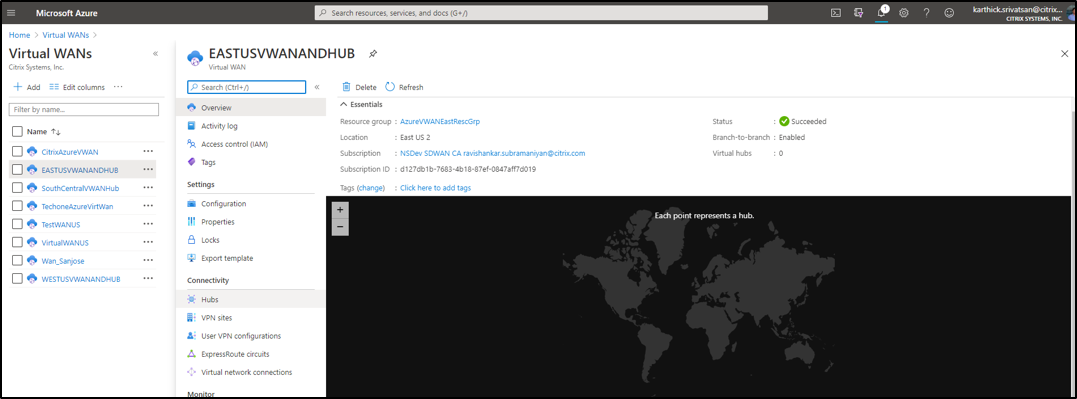 Microsoft Azure
Search resources, services, and docs (G+/)
1
karthick.srivatsan@citrix...
CITRIX SYSTEMS, INC.
Home > Virtual WANs >
Virtual WANs
Citrix Systems, Inc.
Add Edit columns ...
Filter by name...
Name
CitrixAzureVWAN ...
EASTUSVWANANDHUB ...
SouthCentralVWANHub ...
TechoneAzureVirtWan ...
TestWANUS ...
VirtualWANUS ...
Wan_Sanjose ...
WESTUSVWANANDHUB ...
EASTUSVWANANDHUB
Virtual WAN
Search (Ctrl+/)
Overview
Activity log
Access control (IAM)
Tags
Settings
Configuration
Properties
Locks
Export template
Connectivity
Hubs
VPN sites
User VPN configurations
ExpressRoute circuits
Virtual network connections
Monitor
Delete Refresh
Essentials
Resource group : AzureVWANEastRescGrp
Location : East US 2
Subscription : NSDev SDWAN CA ravishankar.subramaniyan@citrix.com
Subscription ID : d127db1b-7683-4b18-87ef-0847aff7d019
Tags (change) : Click here to add tags
Status : Succeeded
Branch-to-branch : Enabled
Virtual hubs : 0
Each point represents a hub.